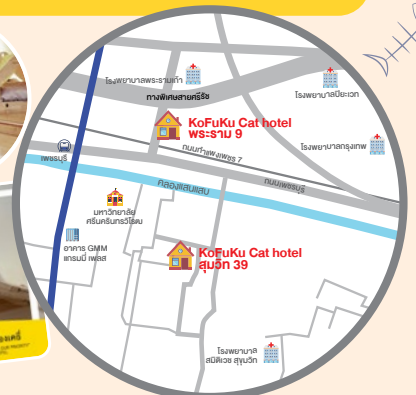 โรงพยาบาลพระรามเก้า
ทางพิเศษสายศรีรัช
โรงพยาบาลปิยะเวท
KoFuKu Cat hotel
พระราม 9
โรงพยาบาลกรุงเทพ
ถนนกำแพงเพชร 7
เพชรบุรี
ถนนเพชรบุรี
คลองแสนแสบ
มหาวิทยาลัย
ศรีนครินทรวิโรฒ
อาคาร GMM
แกรมมี่ เพลส
KoFuKu Cat hotel
สุขุมวิท 39
โรงพยาบาล
สมิติเวช สุขุมวิท